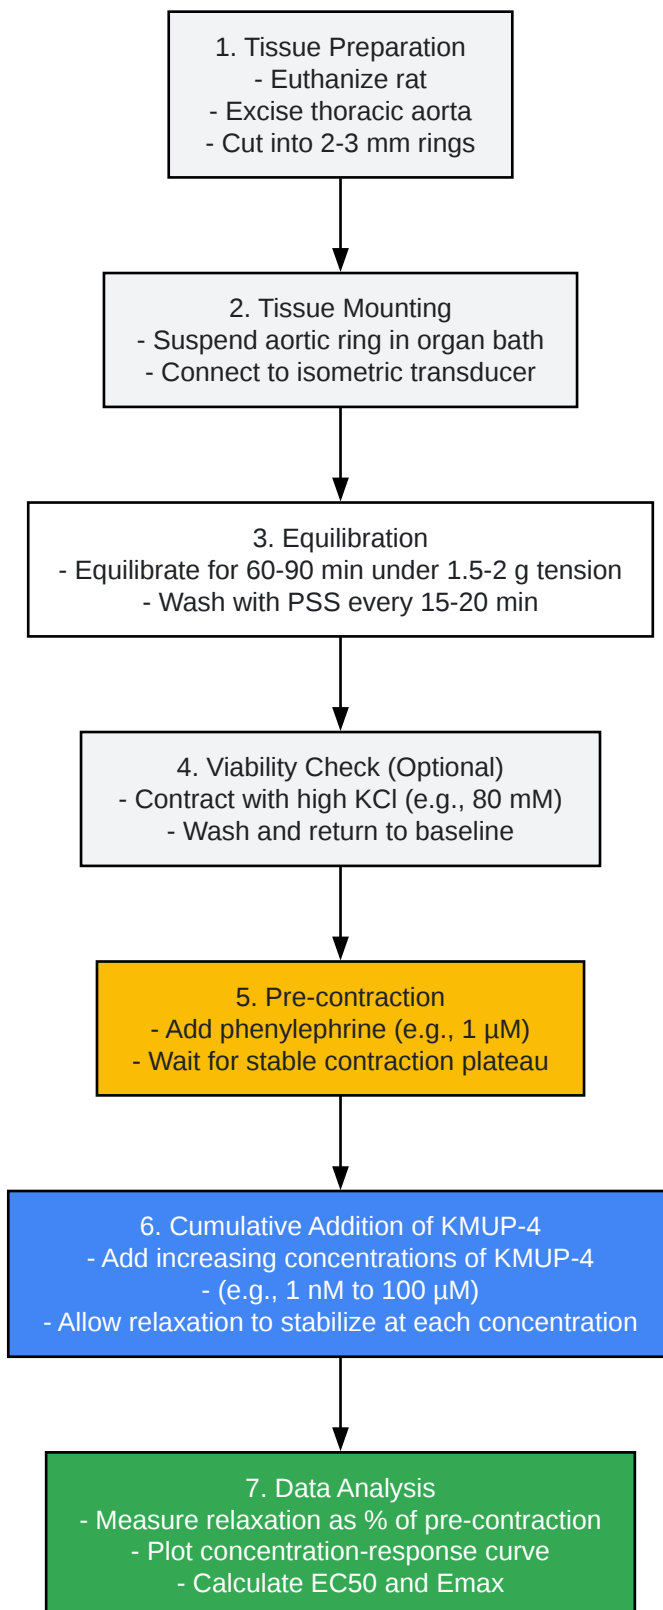 1. Tissue Preparation
- Euthanize rat
- Excise thoracic aorta
- Cut into 2-3 mm rings
2. Tissue Mounting
- Suspend aortic ring in organ bath
- Connect to isometric transducer
3. Equilibration
- Equilibrate for 60-90 min under 1.5-2 g tension
- Wash with PSS every 15-20 min
4. Viability Check (Optional)
- Contract with high KCl (e.g., 80 mM)
- Wash and return to baseline
5. Pre-contraction
- Add phenylephrine (e.g., 1 µM)
- Wait for stable contraction plateau
6. Cumulative Addition of KMUP-4
- Add increasing concentrations of KMUP-4
- (e.g., 1 nM to 100 µM)
- Allow relaxation to stabilize at each concentration
7. Data Analysis
- Measure relaxation as % of pre-contraction
- Plot concentration-response curve
- Calculate EC50 and Emax